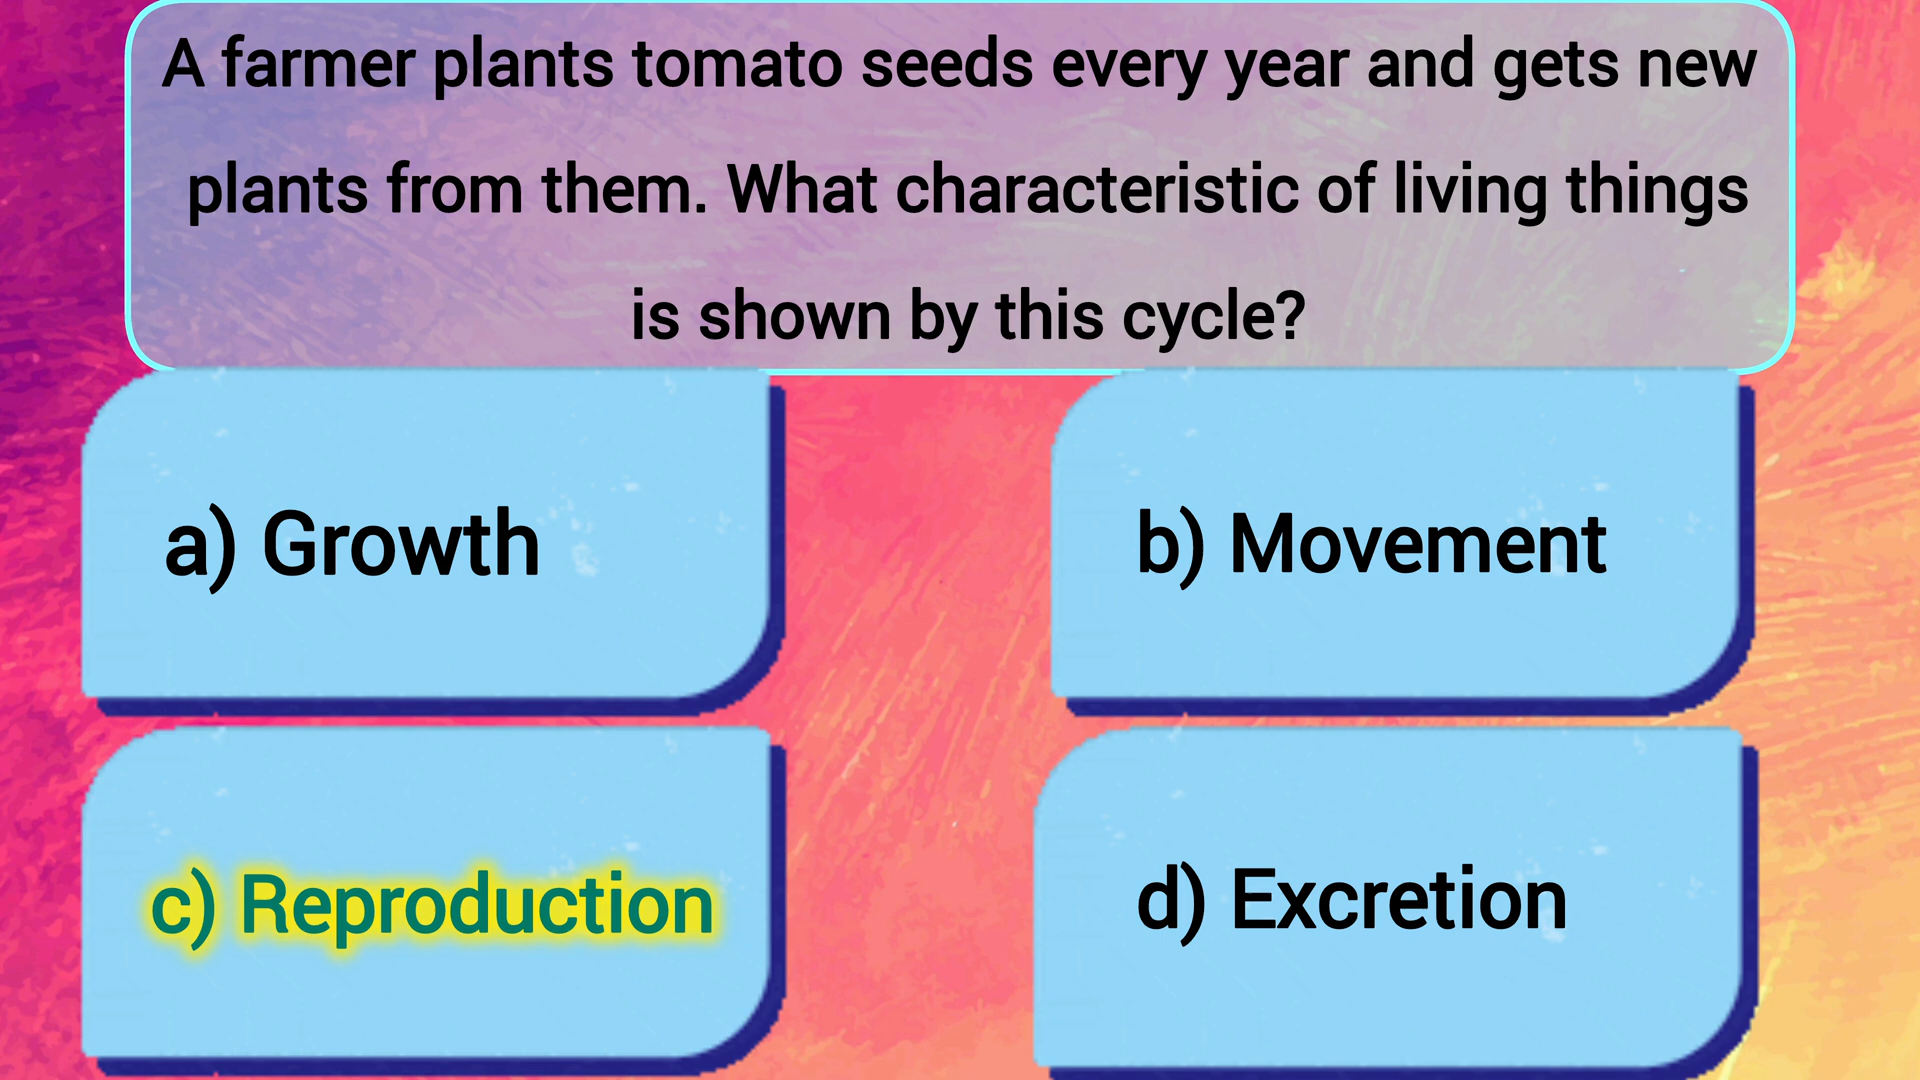 A farmer plants tomato seeds every year and gets new
plants from them. What characteristic of living things
is shown by this cycle?
a) Growth
b) Movement
c) Reproduction
d) Excretion